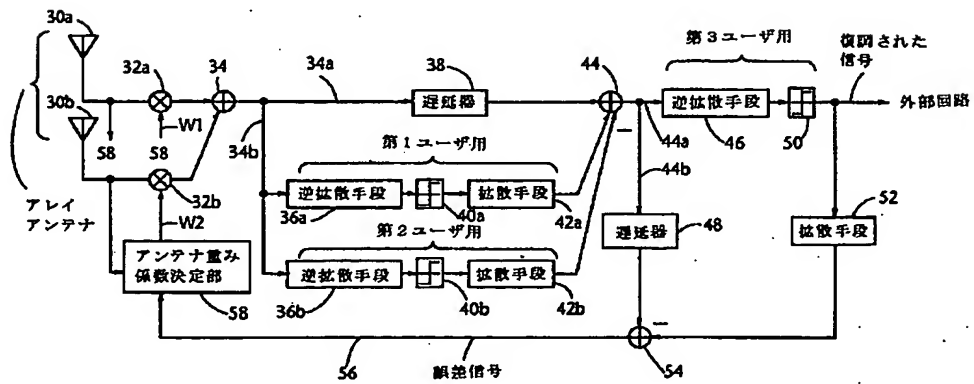 30a
32a
34
34a
38
遅延器
44
第3ユーザ用
復調された
信号
外部回路
30b
W1
58
58
34b
逆拡散手段
46
44a
50
第1ユーザ用
44b
アレイ
アンテナ
32b
W2
逆拡散手段
36a
40a
拡散手段
42a
遅延器
48
52
拡散手段
第2ユーザ用
アンテナ重み
係数決定部
58
逆拡散手段
36b
40b
拡散手段
42b
56
誤差信号
54